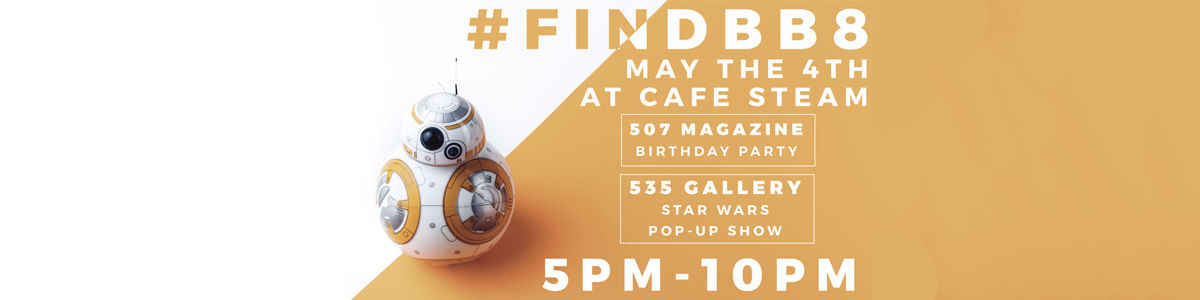 #FINDBB8
MAY THE 4TH
AT CAFE STEAM
507 MAGAZINE
BIRTHDAY PARTY
535 GALLERY
STAR WARS
POP-UP SHOW
5PM-10PM